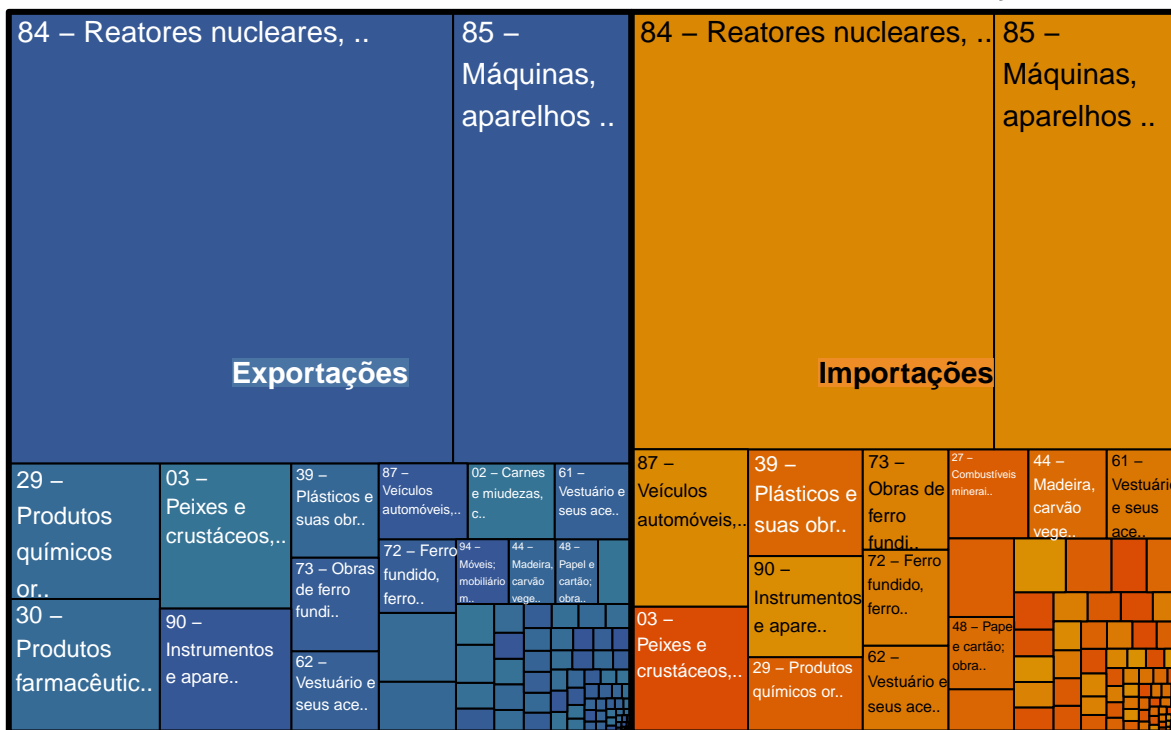 84 – Reatores nucleares, ..
85 –
Máquinas,
aparelhos ..
Exportações
29 –
Produtos
químicos
or..
30 –
Produtos
farmacêutic..
03 –
Peixes e
crustáceos,..
90 –
Instrumentos
e apare..
39 –
Plásticos e
suas obr..
73 – Obras
de ferro
fundi..
62 –
Vestuário e
seus ace..
87 –
Veículos
automóveis,..
72 – Ferro
fundido,
ferro..
02 – Carnes
e miudezas,
c..
61 –
Vestuário e
seus ace..
94 –
Móveis;
mobiliário
m..
44 –
Madeira,
carvão
vege..
48 –
Papel e
cartão;
obra..
84 – Reatores nucleares, ..
85 –
Máquinas,
aparelhos ..
Importações
87 –
Veículos
automóveis,..
03 –
Peixes e
crustáceos,..
39 –
Plásticos e
suas obr..
90 –
Instrumentos
e apare..
29 – Produtos
químicos or..
73 –
Obras de
ferro
fundi..
72 – Ferro
fundido,
ferro..
62 –
Vestuário e
seus ace..
27 –
Combustíveis
minerai..
44 –
Madeira,
carvão
vege..
61 –
Vestuário
e seus
ace..
48 – Papel
e cartão;
obra..